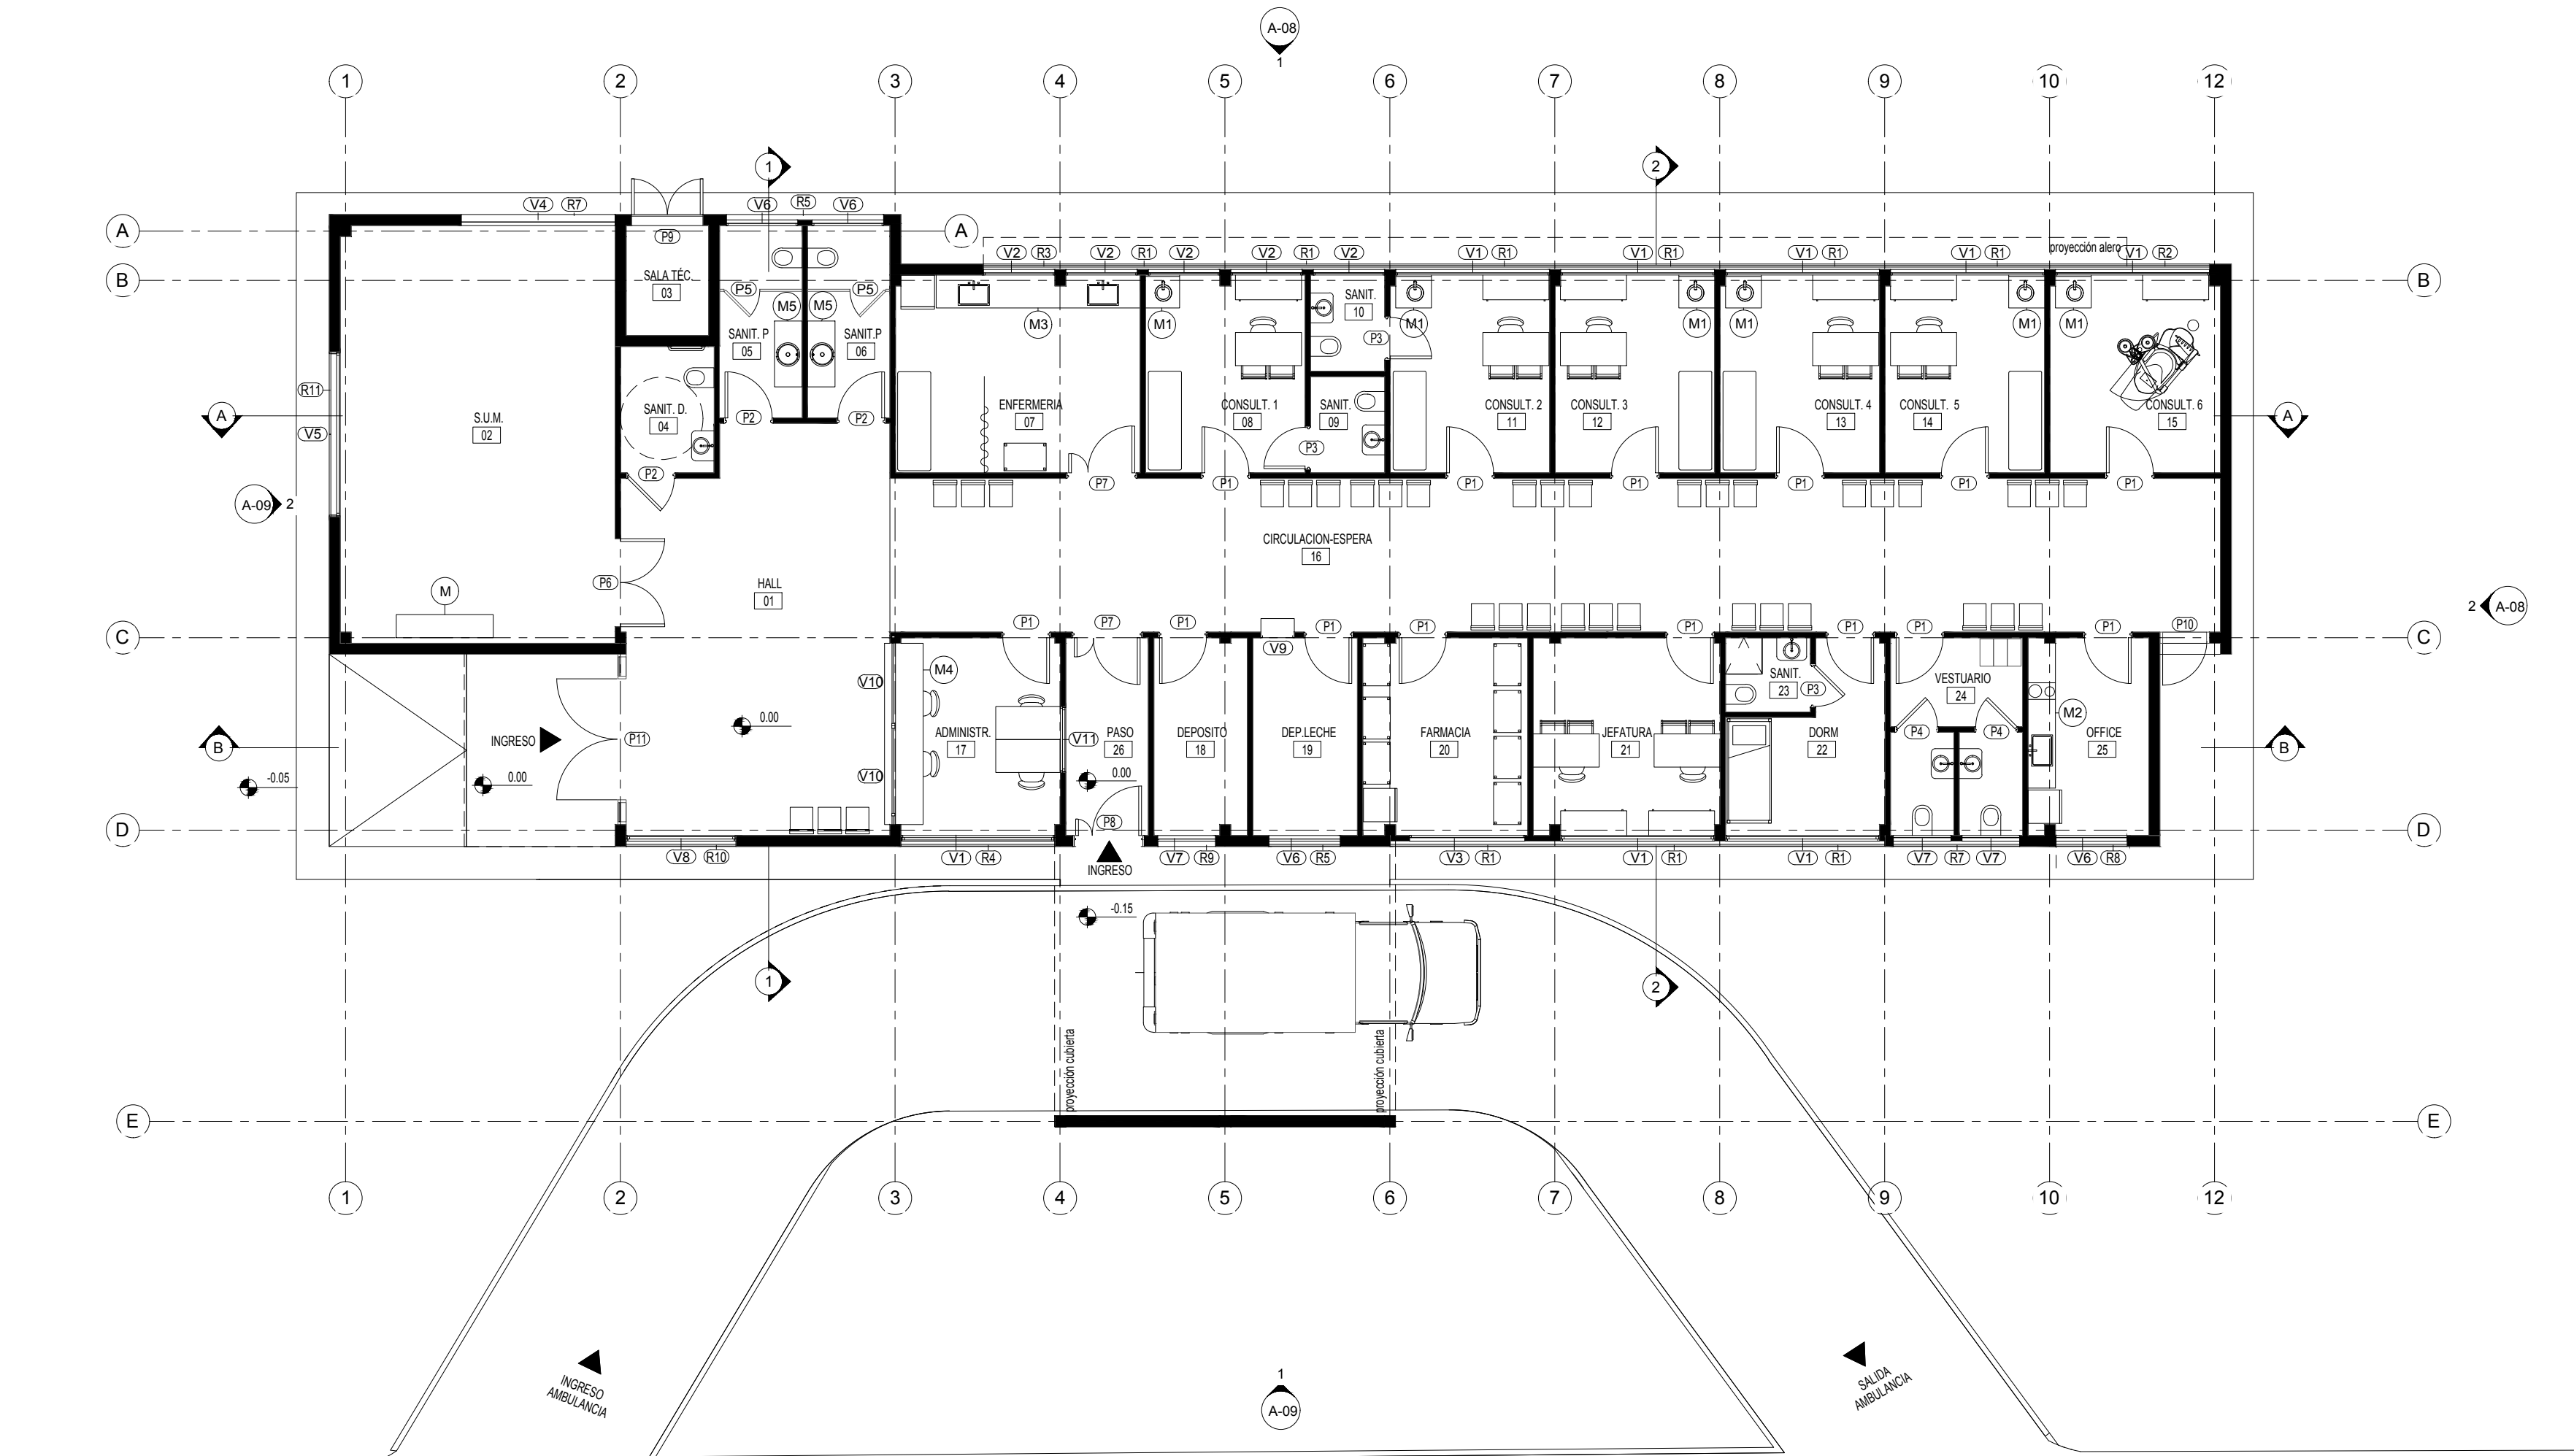 A-08
1
1 2 3 4 5 6 7 8 9 10 12
1 2
V4 R7 V6 R5 V6
A P9 A
proyección alero
V2 R3 V2 R1 V2 V2 R1 V2 V1 R1 V1 R1 V1 R1 V1 R1 V1 R2
B B
SALA TÉC.
03
P5 P5
M5 M5
SANIT. P
05
SANIT.P
06
M3 M1 M1 M1 M1 M1 M1
SANIT.
10
P3
R11
V5
A A
S.U.M.
02
SANIT. D.
04
P2 P2 P2
ENFERMERIA
07
CONSULT. 1
08
SANIT.
09
P3
CONSULT. 2
11
CONSULT. 3
12
CONSULT. 4
13
CONSULT. 5
14
CONSULT. 6
15
P7 P1 P1 P1 P1 P1 P1
A-09 2
CIRCULACION-ESPERA
16
P6
HALL
01
M
2 A-08
P1 P7 P1 P1 P1 P1 P1 P1 P1 P10
C C
V9
M4
V10
SANIT.
23
P3
VESTUARIO
24
M2
0.00
INGRESO
P11
ADMINISTR.
17
V11
PASO
26
DEPOSITO
18
DEP.LECHE
19
FARMACIA
20
JEFATURA
21
DORM
22
P4 P4
OFFICE
25
B B
-0.05
0.00
V10
0.00
P8
D D
V8 R10 V1 R4 V7 R9 V6 R5 V3 R1 V1 R1 V1 R1 V7 R7 V7 V6 R8
INGRESO
-0.15
1 2
proyección cubierta
proyección cubierta
E E
1 2 3 4 5 6 7 8 9 10 12
INGRESO
AMBULANCIA
SALIDA
AMBULANCIA
1
A-09